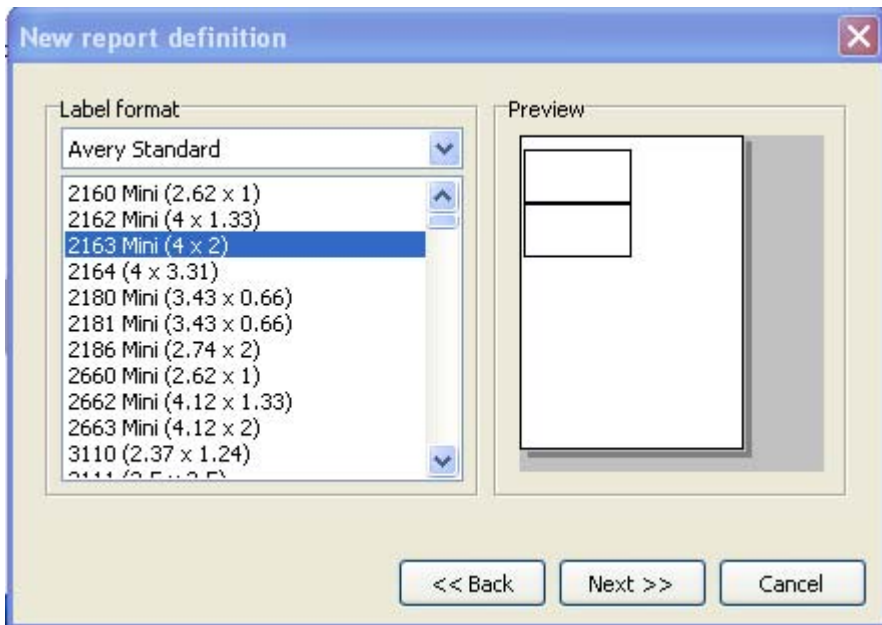 New report definition
Label format
Avery Standard
2160 Mini (2.62 x 1)
2162 Mini (4 x 1.33)
2163 Mini (4 x 2)
2164 (4 x 3.31)
2180 Mini (3.43 x 0.66)
2181 Mini (3.43 x 0.66)
2186 Mini (2.74 x 2)
2660 Mini (2.62 x 1)
2662 Mini (4.12 x 1.33)
2663 Mini (4.12 x 2)
3110 (2.37 x 1.24)
Preview
<< Back
Next >>
Cancel